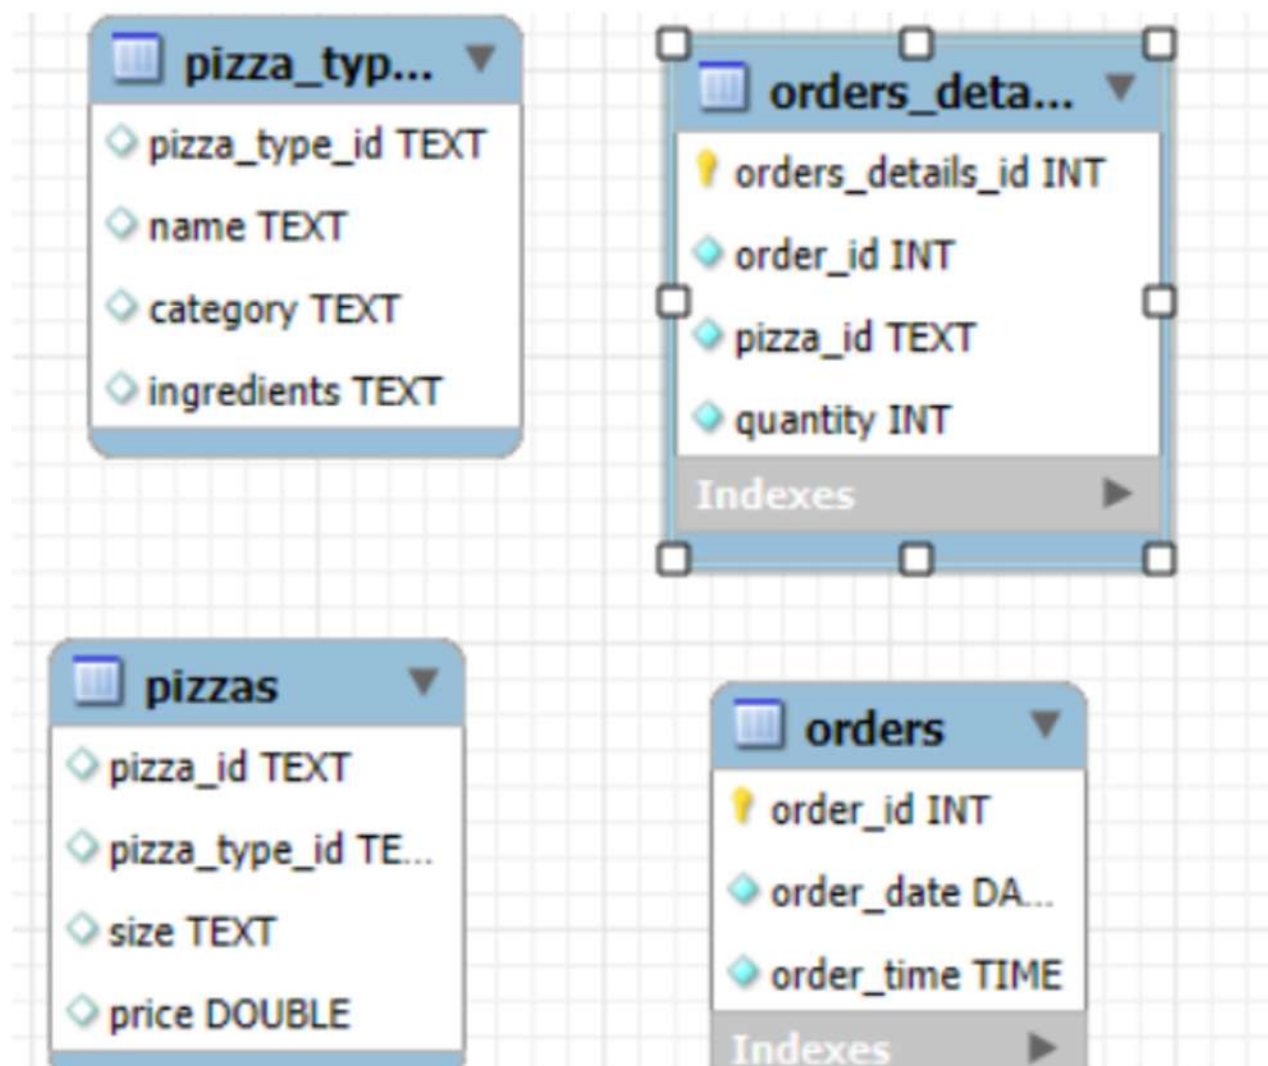 pizza_typ...
pizza_type_id TEXT
name TEXT
category TEXT
ingredients TEXT
orders_deta...
orders_details_id INT
order_id INT
pizza_id TEXT
quantity INT
Indexes
pizzas
pizza_id TEXT
pizza_type_id TE...
size TEXT
price DOUBLE
orders
order_id INT
order_date DA...
order_time TIME
Indexes